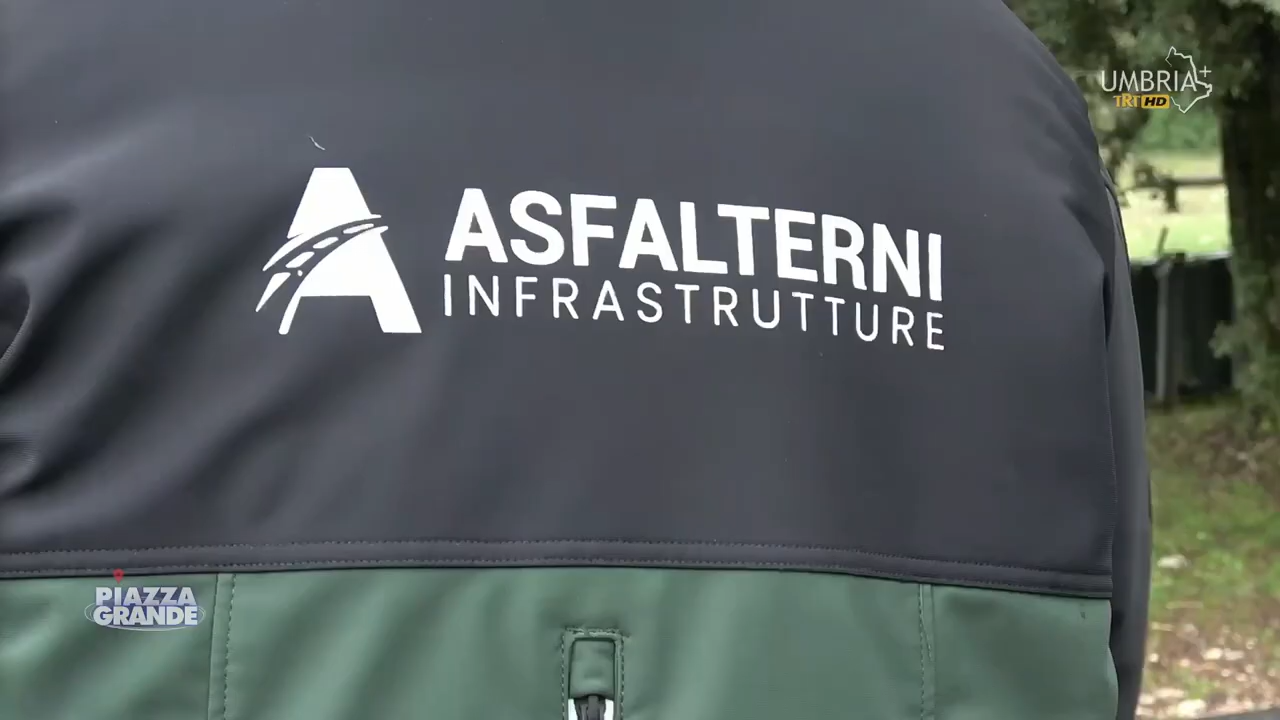 UMBRIA+
TRT HD
ASFALTERNI
INFRASTRUTTURE
PIAZZA
GRANDE